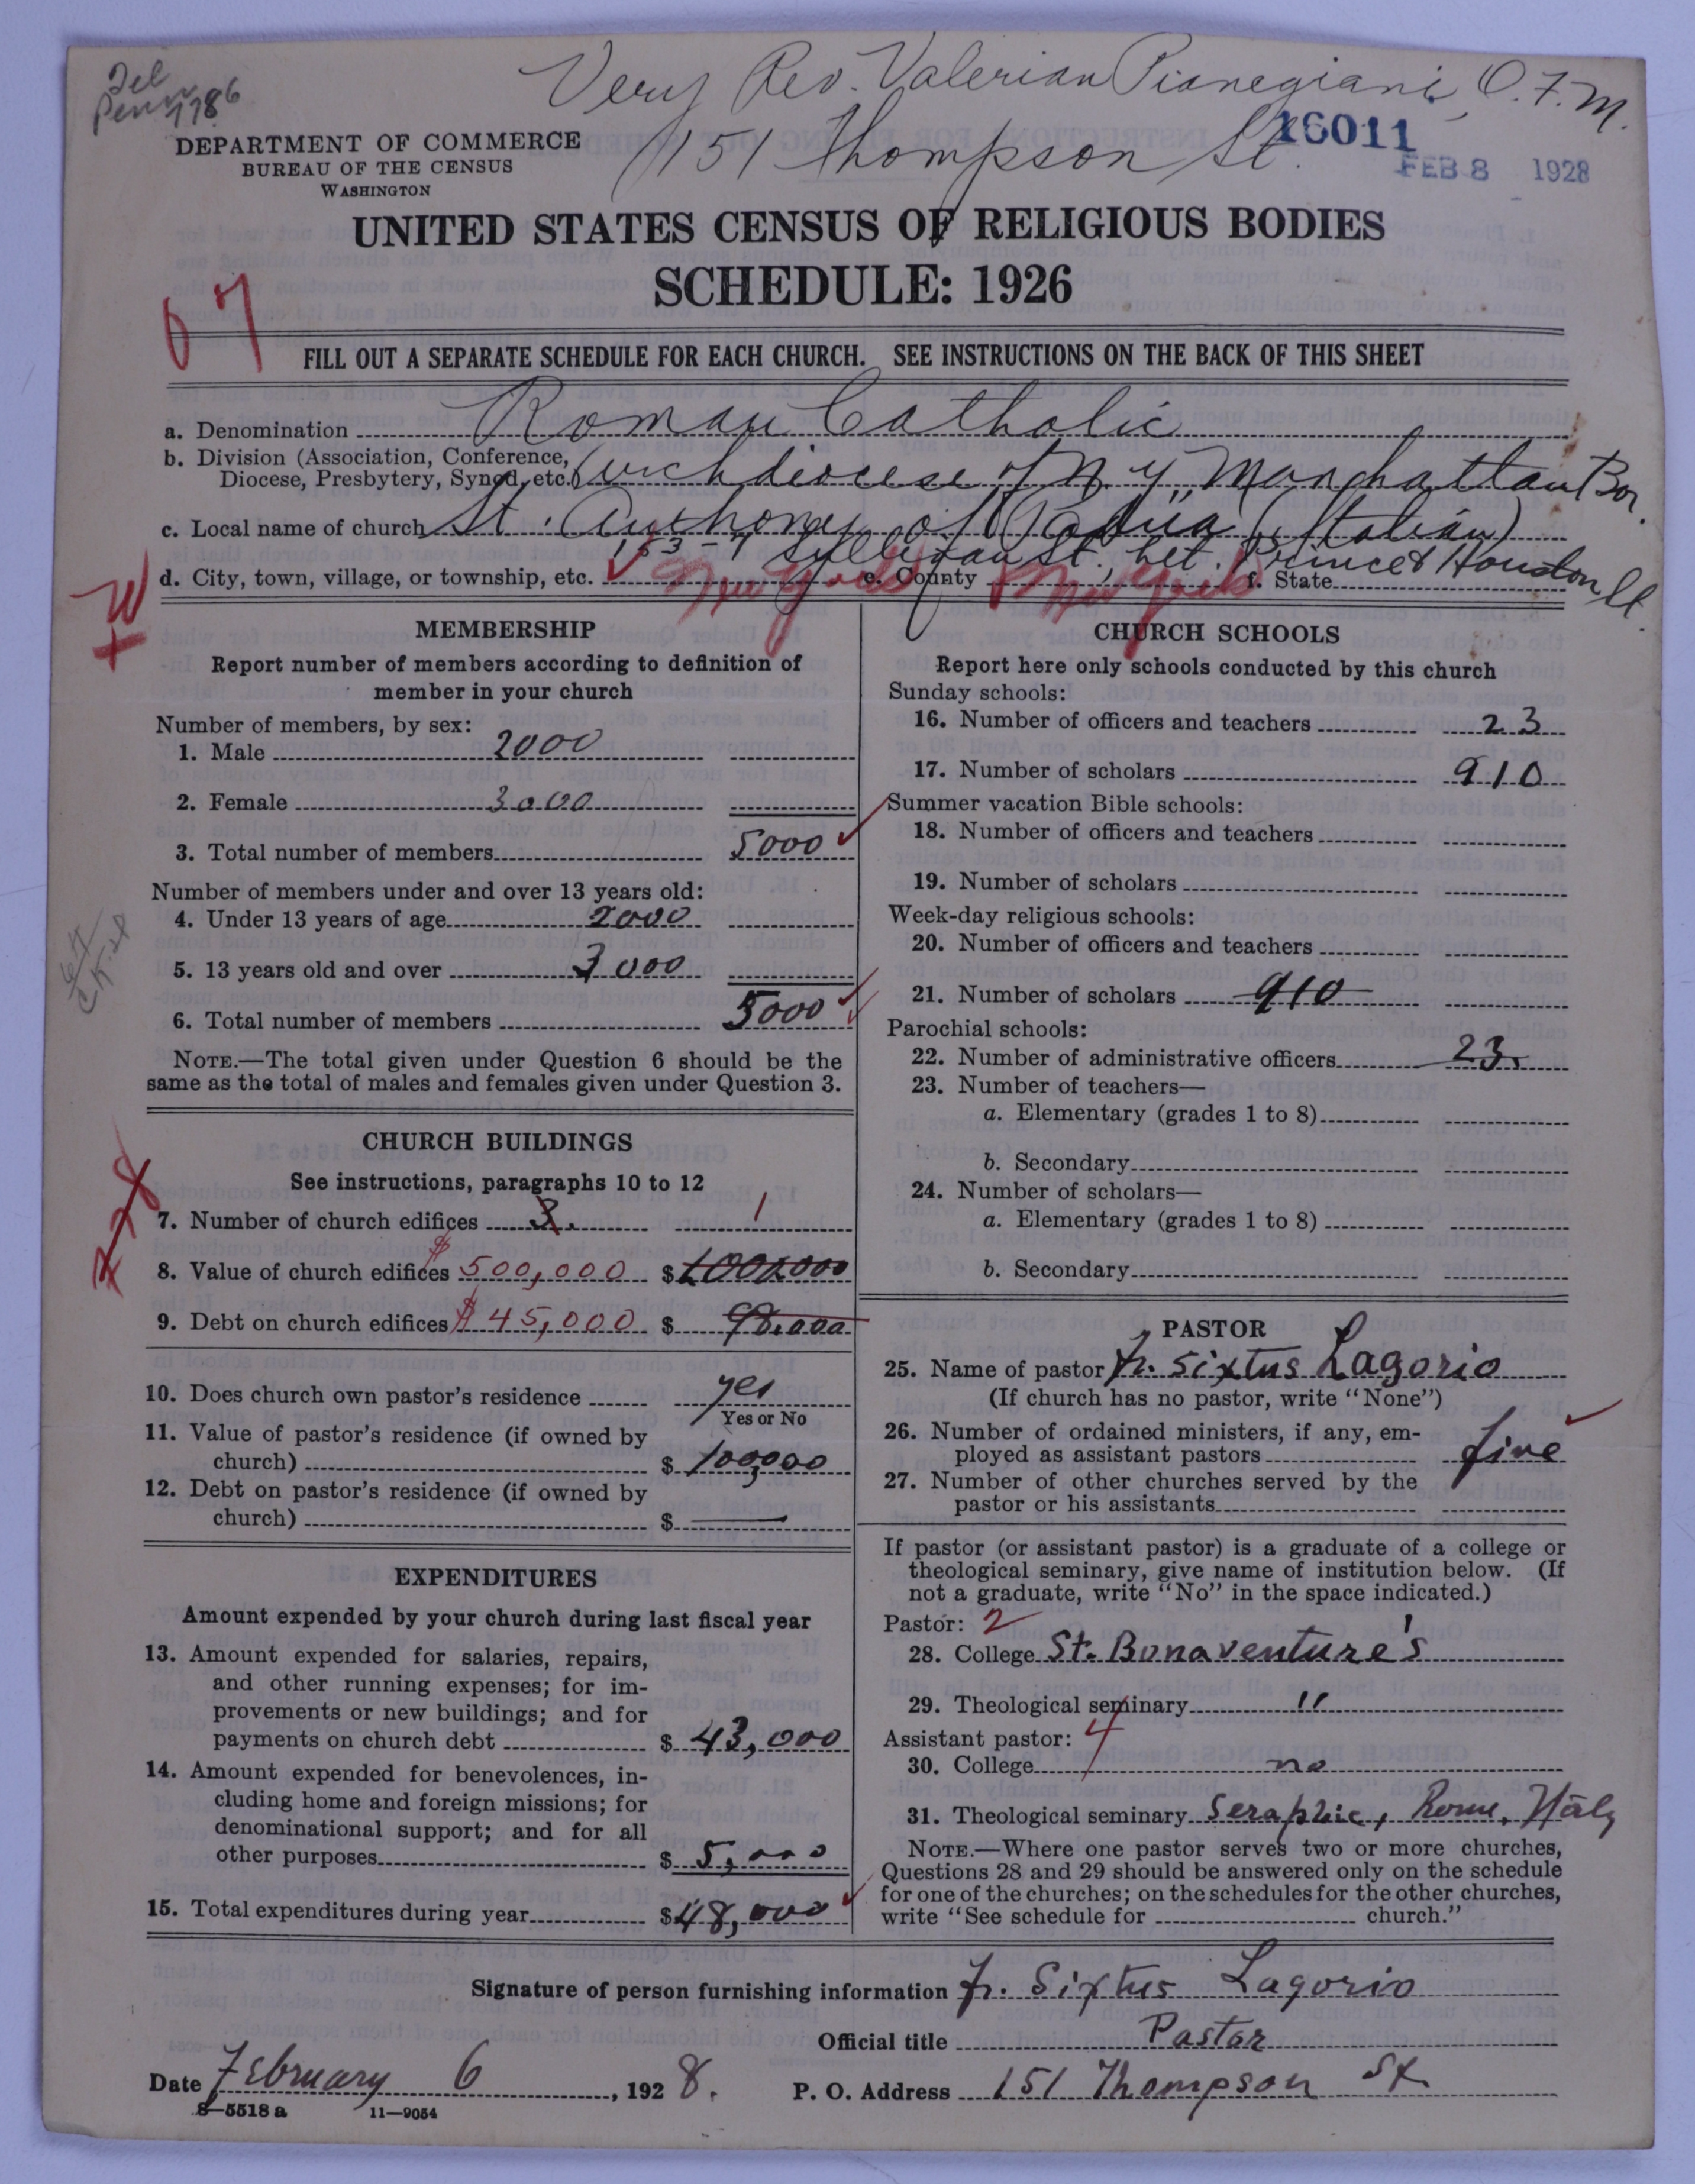 Tel
Penn 7786
Very Rev. Valerian Pianegiani, O.F.M.
151 Thompson St.
16011
FEB 8 1928
DEPARTMENT OF COMMERCE
BUREAU OF THE CENSUS
WASHINGTON
UNITED STATES CENSUS OF RELIGIOUS BODIES
SCHEDULE: 1926
67
FILL OUT A SEPARATE SCHEDULE FOR EACH CHURCH. SEE INSTRUCTIONS ON THE BACK OF THIS SHEET
a. Denomination Roman Catholic
b. Division (Association, Conference, Diocese, Presbytery, Synod, etc.) Archdiocese of N.Y., Manhattan Bor.
c. Local name of church St. Anthony of Padua (Italian)
153-7 Sullivan St., bet. Prince & Houston St.
d. City, town, village, or township, etc. New York e. County New York f. State
MEMBERSHIP
Report number of members according to definition of
member in your church
Number of members, by sex:
1. Male 2000
2. Female 3000
3. Total number of members 5000
Number of members under and over 13 years old:
4. Under 13 years of age 2000
5. 13 years old and over 3000
6. Total number of members 5000
NOTE.—The total given under Question 6 should be the
same as the total of males and females given under Question 3.
CHURCH BUILDINGS
See instructions, paragraphs 10 to 12
7. Number of church edifices 3. 1
8. Value of church edifices $500,000 $1000,000
9. Debt on church edifices $45,000 $98,000
10. Does church own pastor's residence yes
Yes or No
11. Value of pastor's residence (if owned by
church) $100,000
12. Debt on pastor's residence (if owned by
church) $ —
EXPENDITURES
Amount expended by your church during last fiscal year
13. Amount expended for salaries, repairs,
and other running expenses; for im-
provements or new buildings; and for
payments on church debt $43,000
14. Amount expended for benevolences, in-
cluding home and foreign missions; for
denominational support; and for all
other purposes $5,000
15. Total expenditures during year $48,000
CHURCH SCHOOLS
Report here only schools conducted by this church
Sunday schools:
16. Number of officers and teachers 23
17. Number of scholars 910
Summer vacation Bible schools:
18. Number of officers and teachers
19. Number of scholars
Week-day religious schools:
20. Number of officers and teachers
21. Number of scholars 910
Parochial schools:
22. Number of administrative officers 23.
23. Number of teachers—
a. Elementary (grades 1 to 8)
b. Secondary
24. Number of scholars—
a. Elementary (grades 1 to 8)
b. Secondary
PASTOR
25. Name of pastor Fr. Sixtus Lagorio
(If church has no pastor, write "None")
26. Number of ordained ministers, if any, em-
ployed as assistant pastors five
27. Number of other churches served by the
pastor or his assistants
If pastor (or assistant pastor) is a graduate of a college or
theological seminary, give name of institution below. (If
not a graduate, write "No" in the space indicated.)
Pastor: 2
28. College St. Bonaventure's
29. Theological seminary "
Assistant pastor: 4
30. College no
31. Theological seminary Seraphic, Rome, Italy
NOTE.—Where one pastor serves two or more churches,
Questions 28 and 29 should be answered only on the schedule
for one of the churches; on the schedules for the other churches,
write "See schedule for church."
Signature of person furnishing information Fr. Sixtus Lagorio
Official title Pastor
Date February 6, 1928. P. O. Address 151 Thompson St
8—5518 a 11—9054